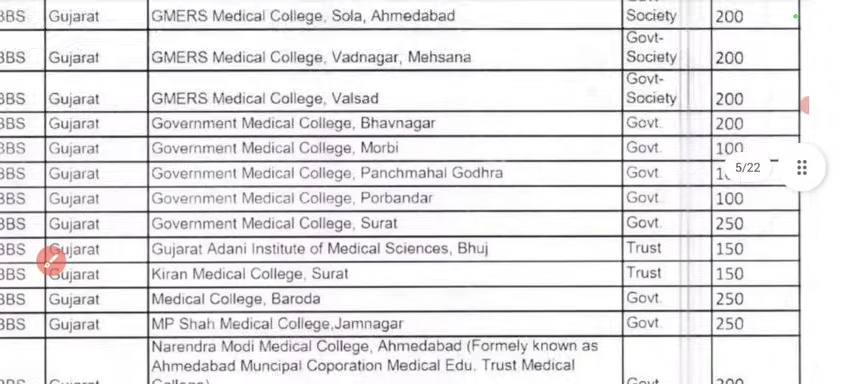 BBS Gujarat GMERS Medical College, Sola, Ahmedabad Society 200
Govt-
BBS Gujarat GMERS Medical College, Vadnagar, Mehsana Society 200
Govt-
BBS Gujarat GMERS Medical College, Valsad Society 200
BBS Gujarat Government Medical College, Bhavnagar Govt. 200
BBS Gujarat Government Medical College, Morbi Govt. 100
BBS Gujarat Government Medical College, Panchmahal Godhra Govt.
5/22
BBS Gujarat Government Medical College, Porbandar Govt. 100
BBS Gujarat Government Medical College, Surat Govt. 250
BBS Gujarat Gujarat Adani Institute of Medical Sciences, Bhuj Trust 150
BBS Gujarat Kiran Medical College, Surat Trust 150
BBS Gujarat Medical College, Baroda Govt. 250
BBS Gujarat MP Shah Medical College,Jamnagar Govt. 250
Narendra Modi Medical College, Ahmedabad (Formely known as
Ahmedabad Muncipal Coporation Medical Edu. Trust Medical